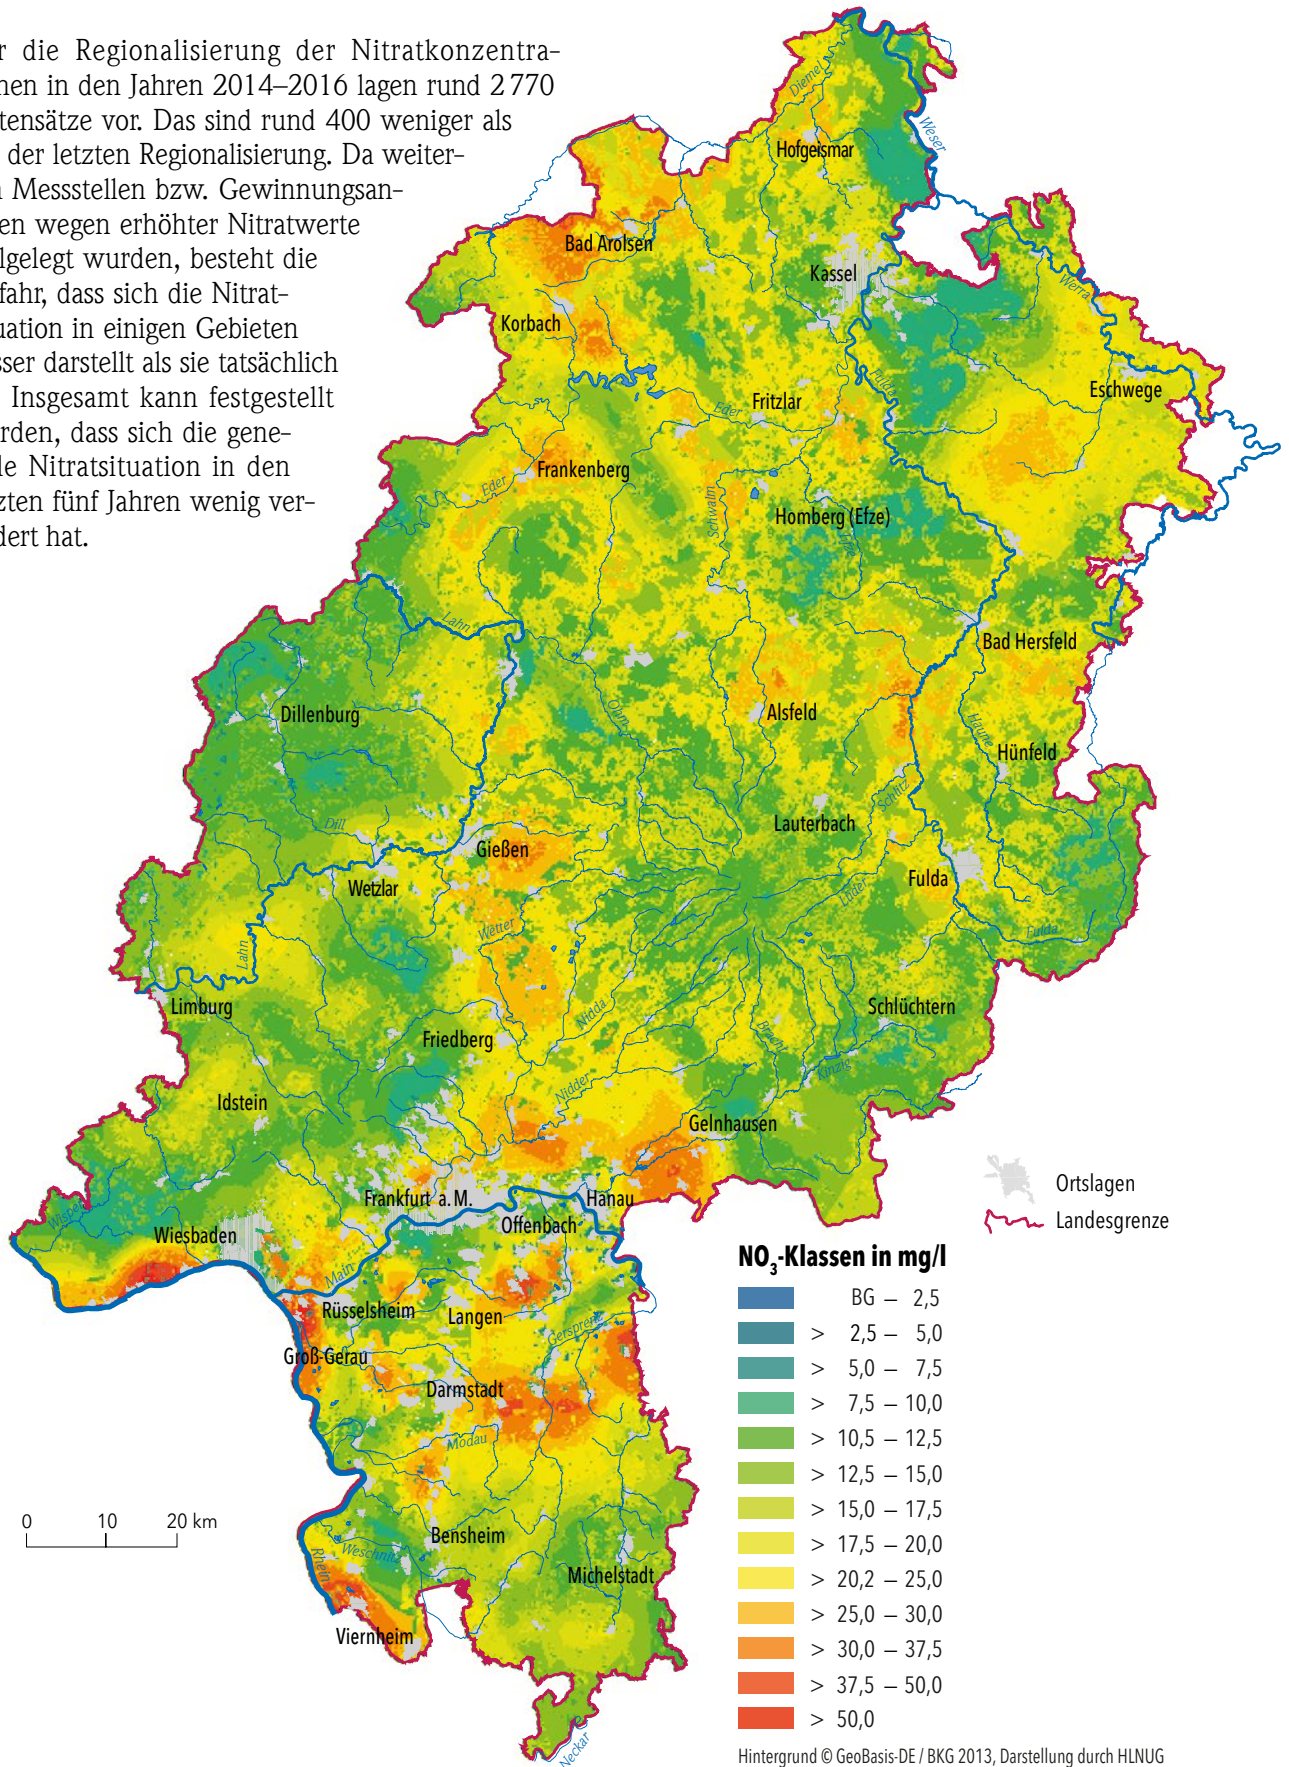 r die Regionalisierung der Nitratkonzentra-
nen in den Jahren 2014–2016 lagen rund 2 770
tensätze vor. Das sind rund 400 weniger als
der letzten Regionalisierung. Da weiter-
n Messstellen bzw. Gewinnungsan-
en wegen erhöhter Nitratwerte
lgelegt wurden, besteht die
fahr, dass sich die Nitrat-
uation in einigen Gebieten
sser darstellt als sie tatsächlich
Insgesamt kann festgestellt
rden, dass sich die gene-
le Nitratsituation in den
zten fünf Jahren wenig ver-
dert hat.
Diemel
Weser
Hofgeismar
Bad Arolsen
Kassel
Werra
Korbach
Fulda
Eschwege
Eder
Fritzlar
Frankenberg
Eder
Schwalm
Homberg (Efze)
Efze
Lahn
Bad Hersfeld
Dillenburg
Ohm
Alsfeld
Haune
Hünfeld
Schlitz
Lauterbach
Dill
Gießen
Wetzlar
Fulda
Lüder
Wetter
Fulda
Lahn
Limburg
Schlüchtern
Nidda
Friedberg
Bracht
Kinzig
Nidder
Idstein
Gelnhausen
Frankfurt a. M.
Hanau
Offenbach
Wisper
Wiesbaden
Main
Rüsselsheim
Langen
Gersprenz
Groß-Gerau
Darmstadt
Modau
Bensheim
Weschnitz
Rhein
Michelstadt
Viernheim
Neckar
0 10 20 km
Ortslagen
Landesgrenze
NO3-Klassen in mg/l
BG – 2,5
> 2,5 – 5,0
> 5,0 – 7,5
> 7,5 – 10,0
> 10,5 – 12,5
> 12,5 – 15,0
> 15,0 – 17,5
> 17,5 – 20,0
> 20,2 – 25,0
> 25,0 – 30,0
> 30,0 – 37,5
> 37,5 – 50,0
> 50,0
Hintergrund © GeoBasis-DE / BKG 2013, Darstellung durch HLNUG